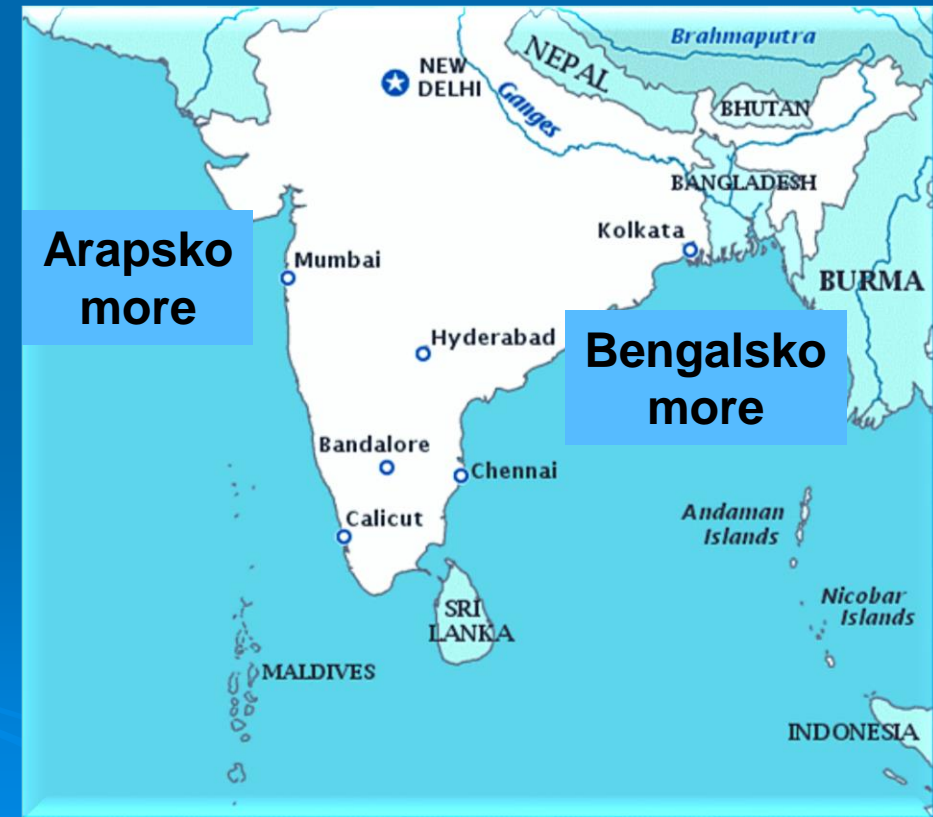 Brahmaputra
NEW
DELHI
NEPAL
Ganges
BHUTAN
BANGLADESH
Arapsko
more
Mumbai
Kolkata
BURMA
Hyderabad
Bengalsko
more
Bandalore
Chennai
Calicut
Andaman
Islands
Nicobar
Islands
SRI
LANKA
MALDIVES
INDONESIA